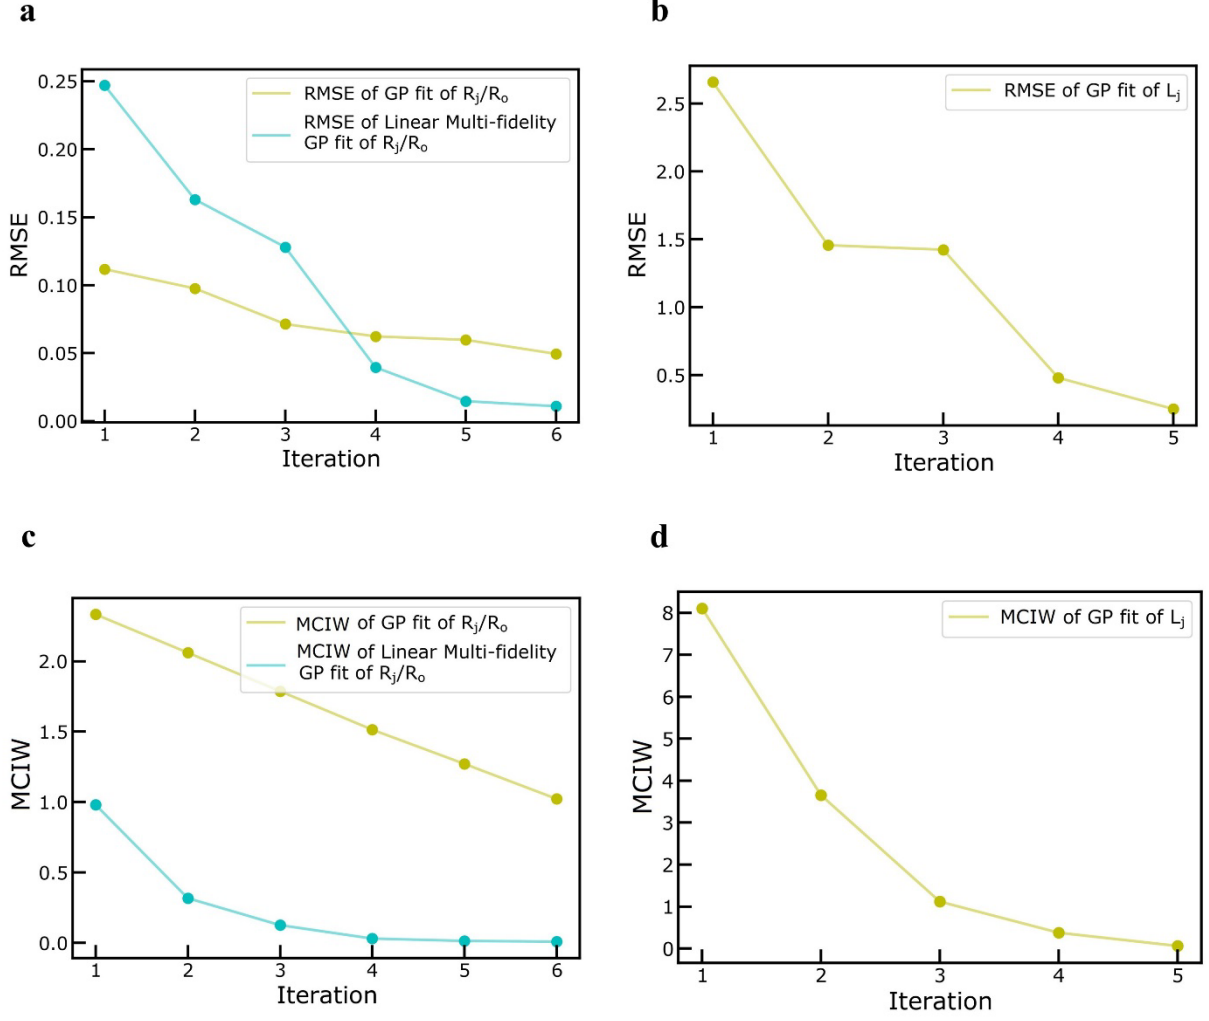 a
0.25
0.20
0.15
0.10
0.05
0.00
RMSE
RMSE of GP fit of Rj/Ro
RMSE of Linear Multi-fidelity
GP fit of Rj/Ro
1 2 3 4 5 6
Iteration
b
2.5
2.0
1.5
1.0
0.5
RMSE
RMSE of GP fit of Lj
1 2 3 4 5
Iteration
c
2.0
1.5
1.0
0.5
0.0
MCIW
MCIW of GP fit of Rj/Ro
MCIW of Linear Multi-fidelity
GP fit of Rj/Ro
1 2 3 4 5 6
Iteration
d
8
7
6
5
4
3
2
1
0
MCIW
MCIW of GP fit of Lj
1 2 3 4 5
Iteration